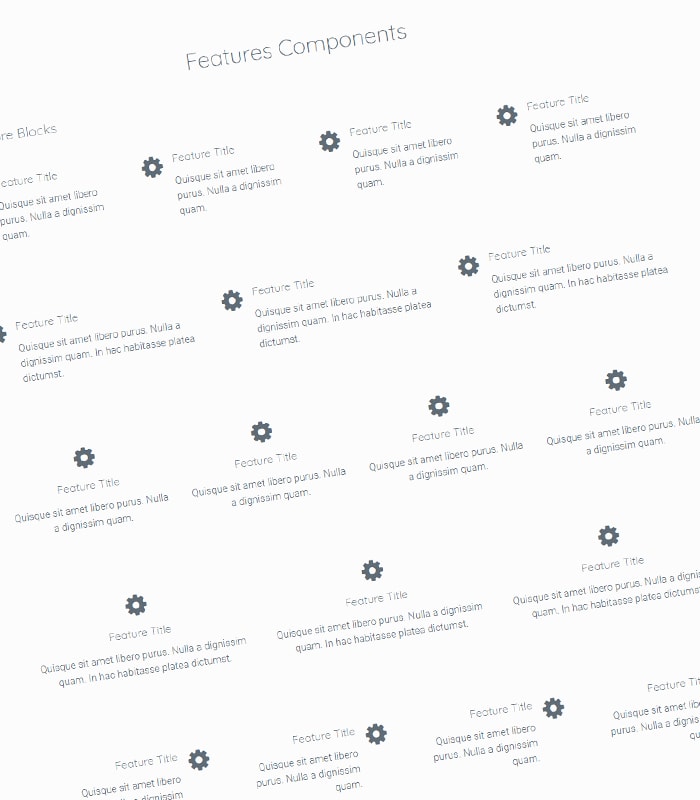 Features Components
Blocks
Feature Title
Quisque sit amet libero
purus. Nulla a dignissim
quam.
Feature Title
Quisque sit amet libero
purus. Nulla a dignissim
quam.
Feature Title
Quisque sit amet libero
purus. Nulla a dignissim
quam.
Feature Title
Quisque sit amet libero
purus. Nulla a dignissim
quam.
Feature Title
Quisque sit amet libero purus. Nulla a
dignissim quam. In hac habitasse platea
dictumst.
Feature Title
Quisque sit amet libero purus. Nulla a
dignissim quam. In hac habitasse platea
dictumst.
Feature Title
Quisque sit amet libero purus. Nulla a
dignissim quam. In hac habitasse platea
dictumst.
Feature Title
Quisque sit amet libero purus. Nulla
a dignissim quam.
Feature Title
Quisque sit amet libero purus. Nulla
a dignissim quam.
Feature Title
Quisque sit amet libero purus. Nulla
a dignissim quam.
Feature Title
Quisque sit amet libero purus. Nulla
a dignissim quam.
Feature Title
Quisque sit amet libero purus. Nulla a dignissim
quam. In hac habitasse platea dictumst.
Feature Title
Quisque sit amet libero purus. Nulla a dignissim
quam. In hac habitasse platea dictumst.
Feature Title
Quisque sit amet libero purus. Nulla a
quam. In hac habitasse platea
Feature Title
Quisque sit amet libero
dignissim
Feature Title
Quisque sit amet libero
purus. Nulla a dignissim
quam.
Feature Title
Quisque sit amet libero
purus. Nulla a dignissim
quam.
Feature
Quisque sit amet
purus. Nulla a